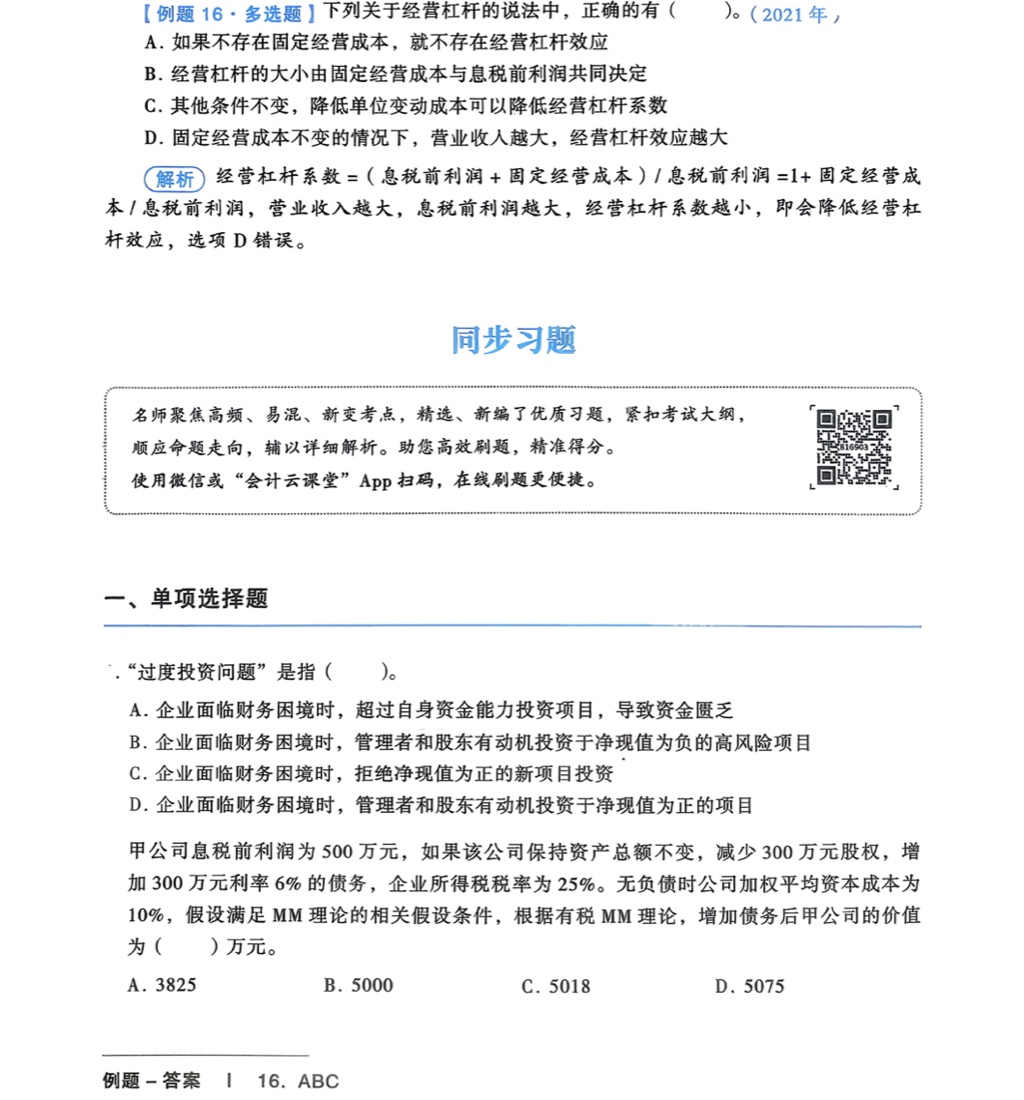 【例题 16·多选题】下列关于经营杠杆的说法中，正确的有（　　）。（2021 年
A. 如果不存在固定经营成本，就不存在经营杠杆效应
B. 经营杠杆的大小由固定经营成本与息税前利润共同决定
C. 其他条件不变，降低单位变动成本可以降低经营杠杆系数
D. 固定经营成本不变的情况下，营业收入越大，经营杠杆效应越大
解析 经营杠杆系数 =（息税前利润 + 固定经营成本）/ 息税前利润 =1+ 固定经营成
本 / 息税前利润，营业收入越大，息税前利润越大，经营杠杆系数越小，即会降低经营杠
杆效应，选项 D 错误。
同步习题
名师聚焦高频、易混、新变考点，精选、新编了优质习题，紧扣考试大纲，
顺应命题走向，辅以详细解析。助您高效刷题，精准得分。
使用微信或“会计云课堂”App 扫码，在线刷题更便捷。
816903
一、单项选择题
. “过度投资问题”是指（　　）。
A. 企业面临财务困境时，超过自身资金能力投资项目，导致资金匮乏
B. 企业面临财务困境时，管理者和股东有动机投资于净现值为负的高风险项目
C. 企业面临财务困境时，拒绝净现值为正的新项目投资
D. 企业面临财务困境时，管理者和股东有动机投资于净现值为正的项目
甲公司息税前利润为 500 万元，如果该公司保持资产总额不变，减少 300 万元股权，增
加 300 万元利率 6% 的债务，企业所得税税率为 25%。无负债时公司加权平均资本成本为
10%，假设满足 MM 理论的相关假设条件，根据有税 MM 理论，增加债务后甲公司的价值
为（　　）万元。
A. 3825　　B. 5000　　C. 5018　　D. 5075
例题 – 答案 | 16. ABC